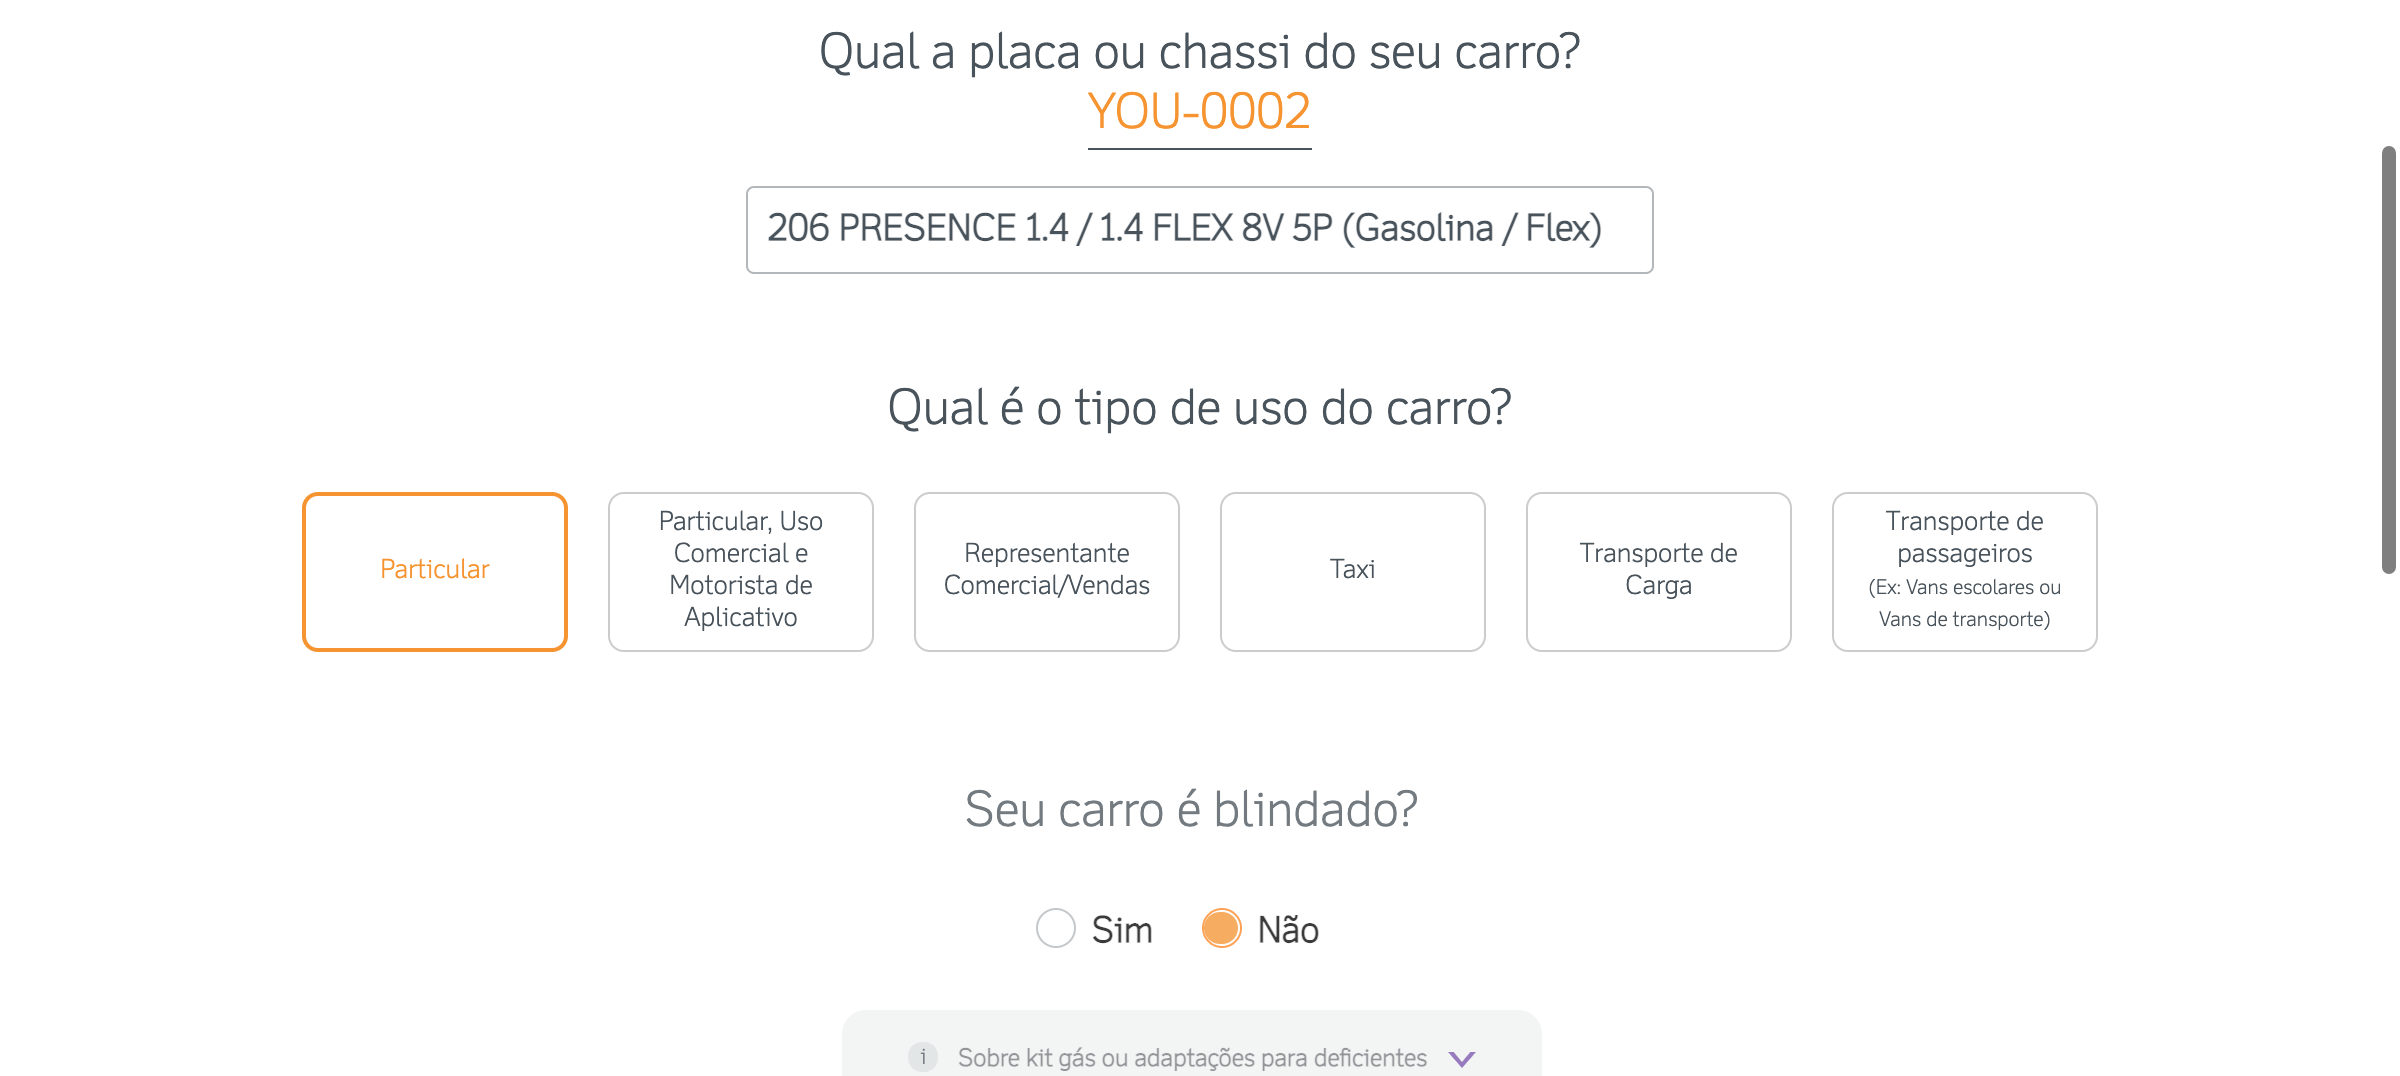 Qual a placa ou chassi do seu carro?
YOU-0002
206 PRESENCE 1.4 / 1.4 FLEX 8V 5P (Gasolina / Flex)
Qual é o tipo de uso do carro?
Particular
Particular, Uso
Comercial e
Motorista de
Aplicativo
Representante
Comercial/Vendas
Taxi
Transporte de
Carga
Transporte de
passageiros
(Ex: Vans escolares ou
Vans de transporte)
Seu carro é blindado?
Sim
Não
i Sobre kit gás ou adaptações para deficientes